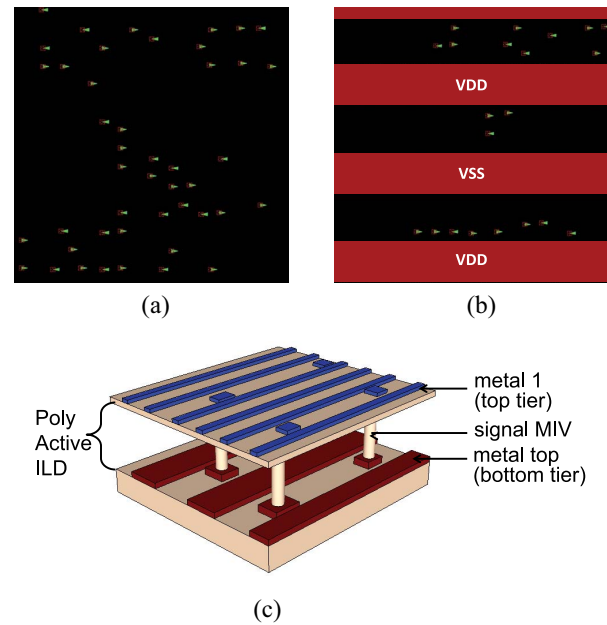 VDD
VSS
VDD
(a)
(b)
Poly
Active
ILD
metal 1
(top tier)
signal MIV
metal top
(bottom tier)
(c)